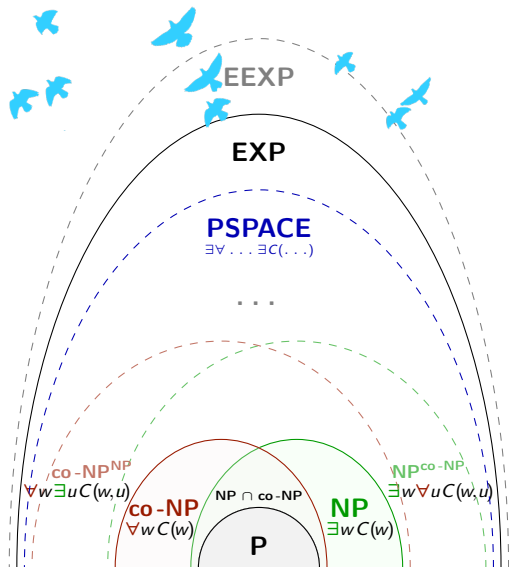 EEXP
EXP
PSPACE
∃∀ . . . ∃C(. . .)
. . .
co-NP^NP
∀w∃uC(w,u)
NP^co-NP
∃w∀uC(w,u)
NP ∩ co-NP
co-NP
∀wC(w)
NP
∃wC(w)
P